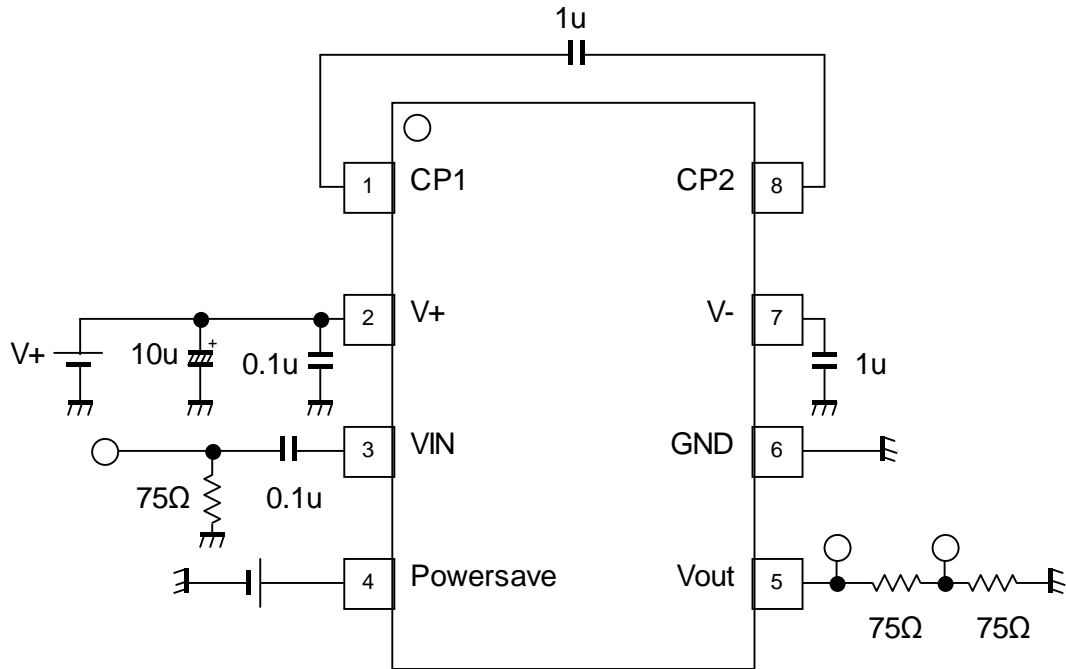 1u
1 CP1 CP2 8
2 V+ V- 7
V+ 10u + 0.1u 1u
3 VIN GND 6
75Ω 0.1u
4 Powersave Vout 5
75Ω 75Ω